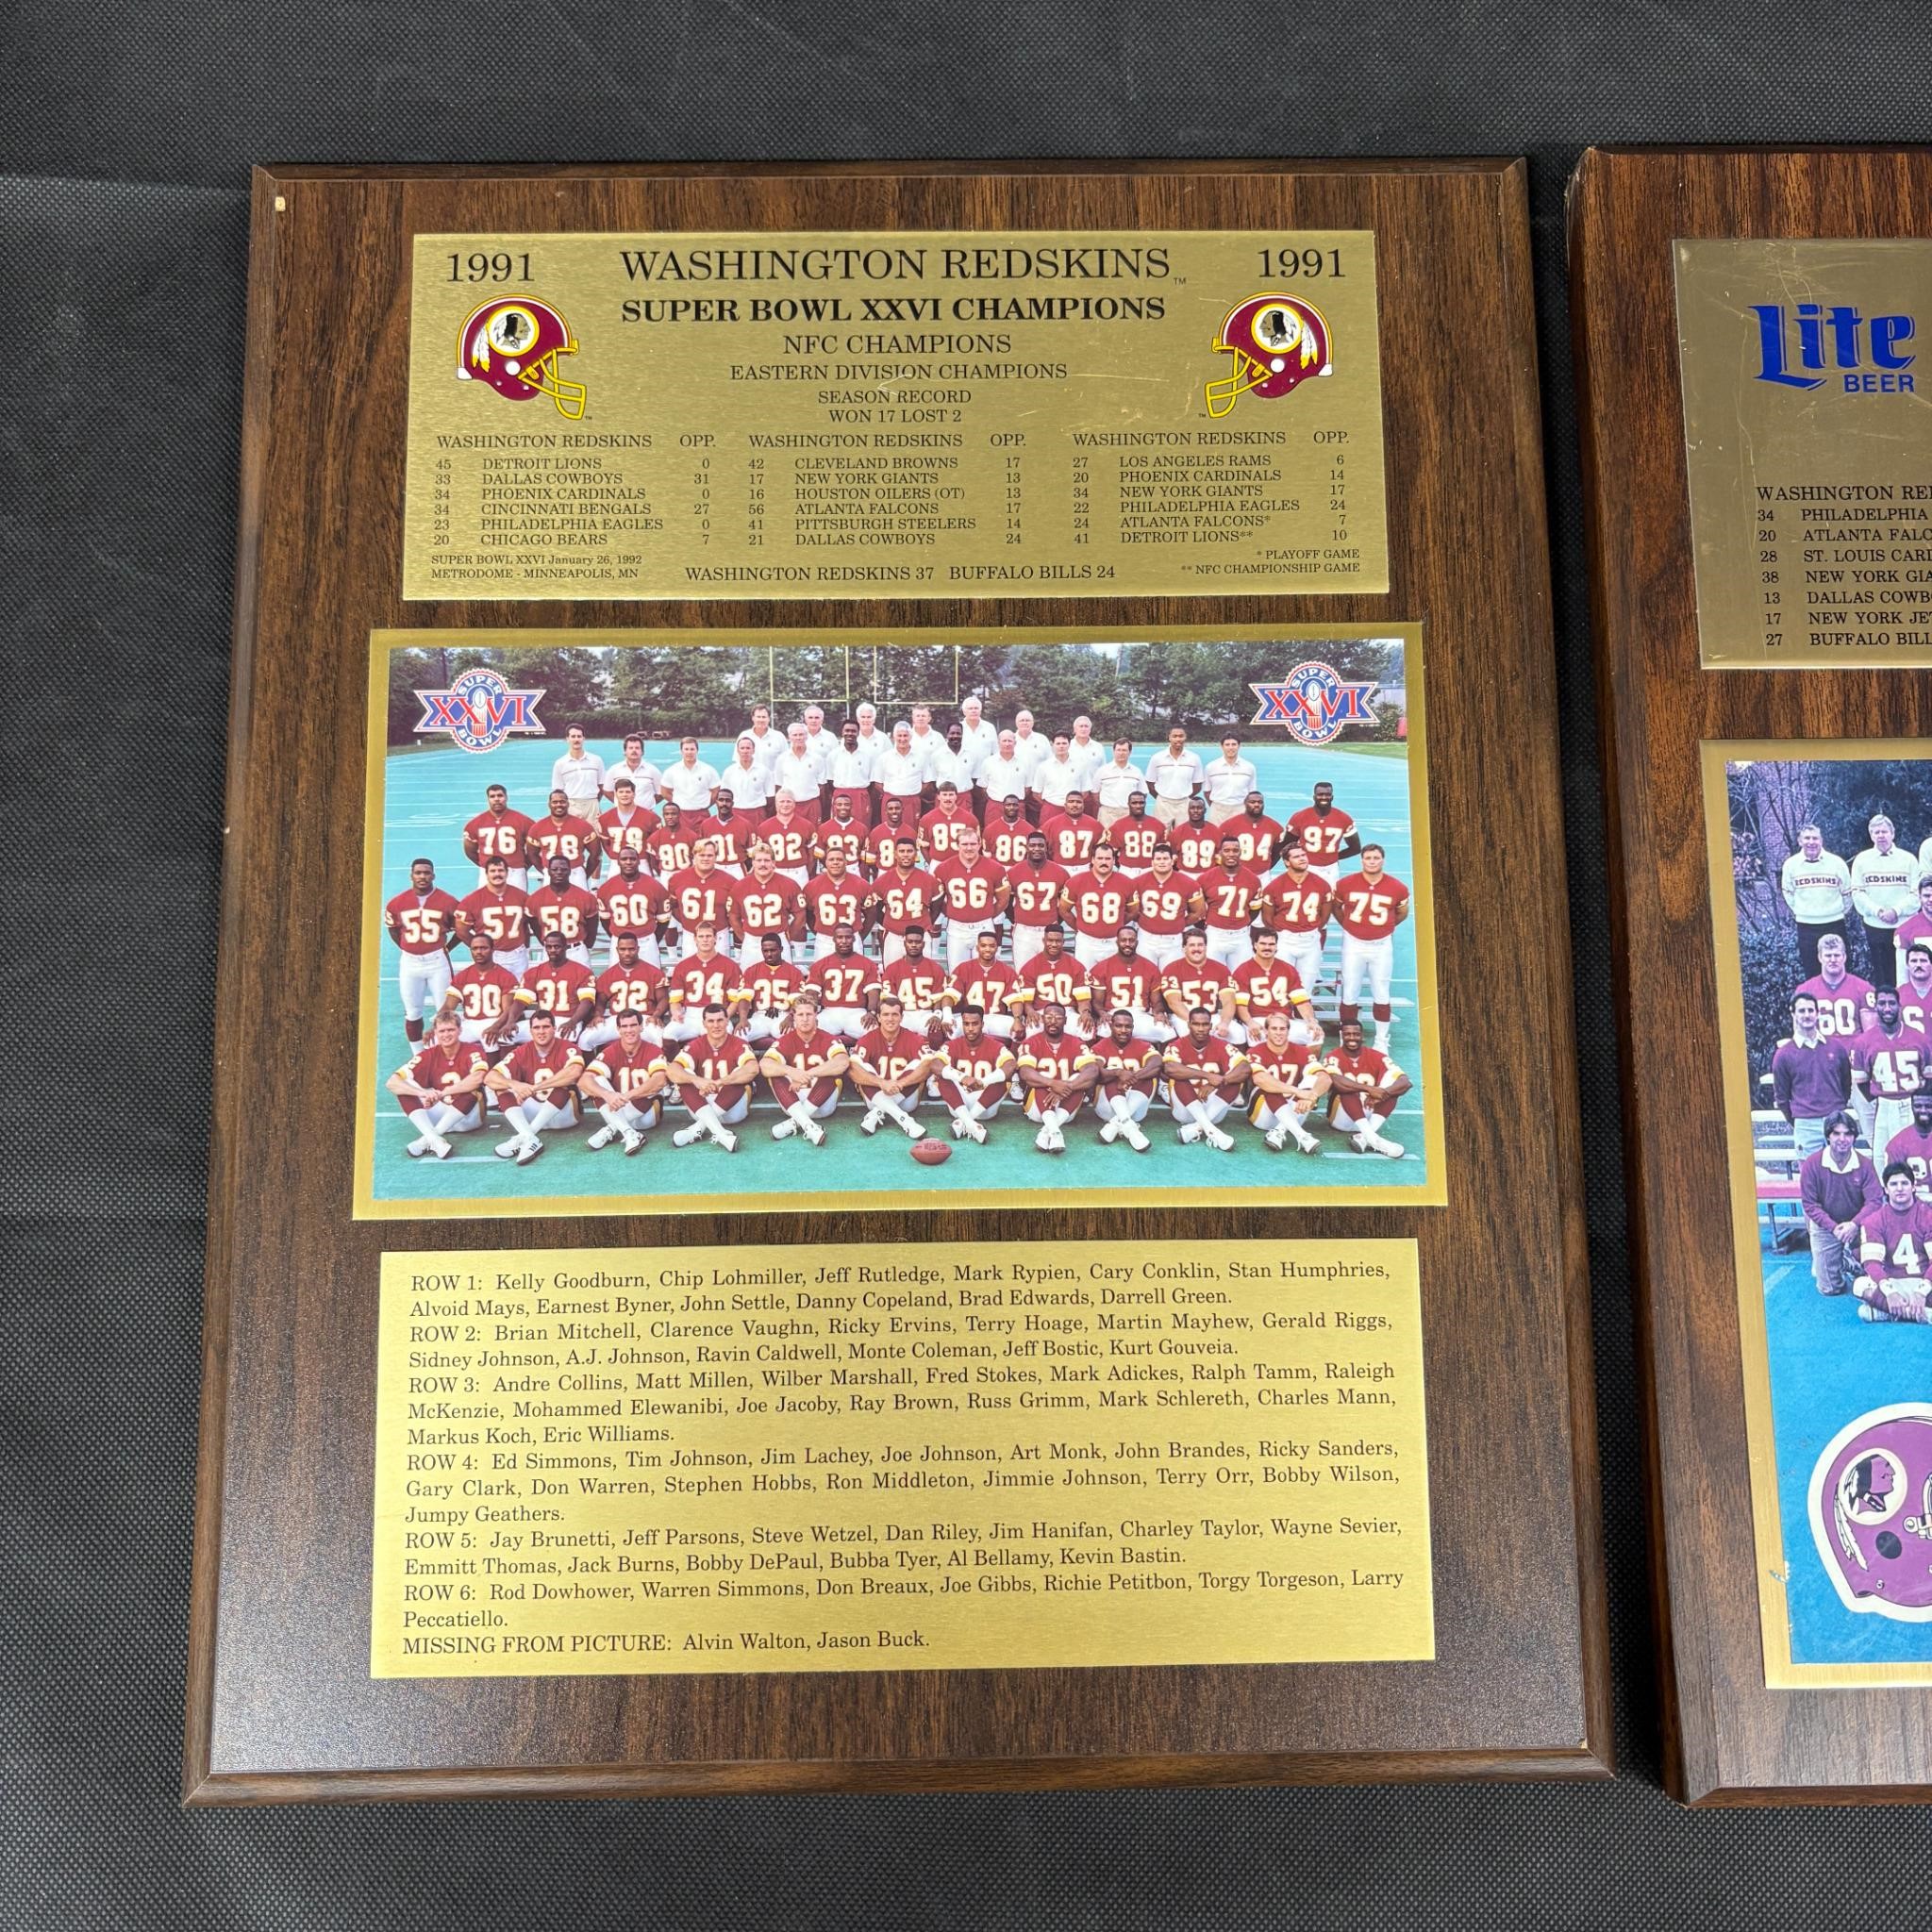 1991 WASHINGTON REDSKINS™ 1991
SUPER BOWL XXVI CHAMPIONS
NFC CHAMPIONS
EASTERN DIVISION CHAMPIONS
SEASON RECORD
WON 17 LOST 2
WASHINGTON REDSKINS OPP. WASHINGTON REDSKINS OPP. WASHINGTON REDSKINS OPP.
45 DETROIT LIONS 0 42 CLEVELAND BROWNS 17 27 LOS ANGELES RAMS 6
33 DALLAS COWBOYS 31 17 NEW YORK GIANTS 13 20 PHOENIX CARDINALS 14
34 PHOENIX CARDINALS 0 16 HOUSTON OILERS (OT) 13 34 NEW YORK GIANTS 17
34 CINCINNATI BENGALS 27 56 ATLANTA FALCONS 17 22 PHILADELPHIA EAGLES 24
23 PHILADELPHIA EAGLES 0 41 PITTSBURGH STEELERS 14 24 ATLANTA FALCONS* 7
20 CHICAGO BEARS 7 21 DALLAS COWBOYS 24 41 DETROIT LIONS** 10
SUPER BOWL XXVI January 26, 1992 * PLAYOFF GAME
METRODOME - MINNEAPOLIS, MN WASHINGTON REDSKINS 37 BUFFALO BILLS 24 ** NFC CHAMPIONSHIP GAME
SUPER XXVI BOWL
SUPER XXVI BOWL
76 78 79 80 91 82 83 85 86 87 88 89 94 97
55 57 58 60 61 62 63 64 66 67 68 69 71 74 75
30 31 32 34 35 37 45 47 50 51 53 54
10 11 16 20 21
ROW 1: Kelly Goodburn, Chip Lohmiller, Jeff Rutledge, Mark Rypien, Cary Conklin, Stan Humphries,
Alvoid Mays, Earnest Byner, John Settle, Danny Copeland, Brad Edwards, Darrell Green.
ROW 2: Brian Mitchell, Clarence Vaughn, Ricky Ervins, Terry Hoage, Martin Mayhew, Gerald Riggs,
Sidney Johnson, A.J. Johnson, Ravin Caldwell, Monte Coleman, Jeff Bostic, Kurt Gouveia.
ROW 3: Andre Collins, Matt Millen, Wilber Marshall, Fred Stokes, Mark Adickes, Ralph Tamm, Raleigh
McKenzie, Mohammed Elewanibi, Joe Jacoby, Ray Brown, Russ Grimm, Mark Schlereth, Charles Mann,
Markus Koch, Eric Williams.
ROW 4: Ed Simmons, Tim Johnson, Jim Lachey, Joe Johnson, Art Monk, John Brandes, Ricky Sanders,
Gary Clark, Don Warren, Stephen Hobbs, Ron Middleton, Jimmie Johnson, Terry Orr, Bobby Wilson,
Jumpy Geathers.
ROW 5: Jay Brunetti, Jeff Parsons, Steve Wetzel, Dan Riley, Jim Hanifan, Charley Taylor, Wayne Sevier,
Emmitt Thomas, Jack Burns, Bobby DePaul, Bubba Tyer, Al Bellamy, Kevin Bastin.
ROW 6: Rod Dowhower, Warren Simmons, Don Breaux, Joe Gibbs, Richie Petitbon, Torgy Torgeson, Larry
Peccatiello.
MISSING FROM PICTURE: Alvin Walton, Jason Buck.
Lite
BEER
WASHINGTON
34 PHILADELPHIA
20 ATLANTA
28 ST. LOUIS
38 NEW YORK
13 DALLAS
17 NEW YORK
27 BUFFALO
REDSKINS
60
45
4